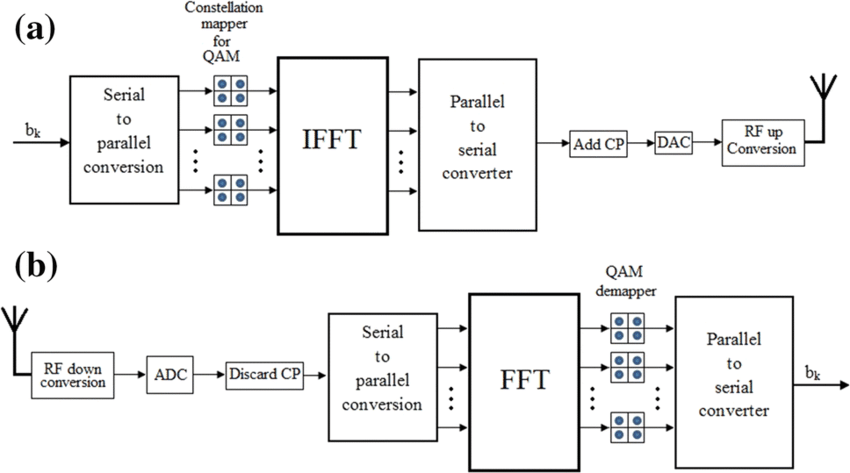 (a)
Constellation
mapper
for
QAM
b_k
Serial
to
parallel
conversion
IFFT
Parallel
to
serial
converter
Add CP
DAC
RF up
Conversion
(b)
RF down
conversion
ADC
Discard CP
Serial
to
parallel
conversion
FFT
QAM
demapper
Parallel
to
serial
converter
b_k